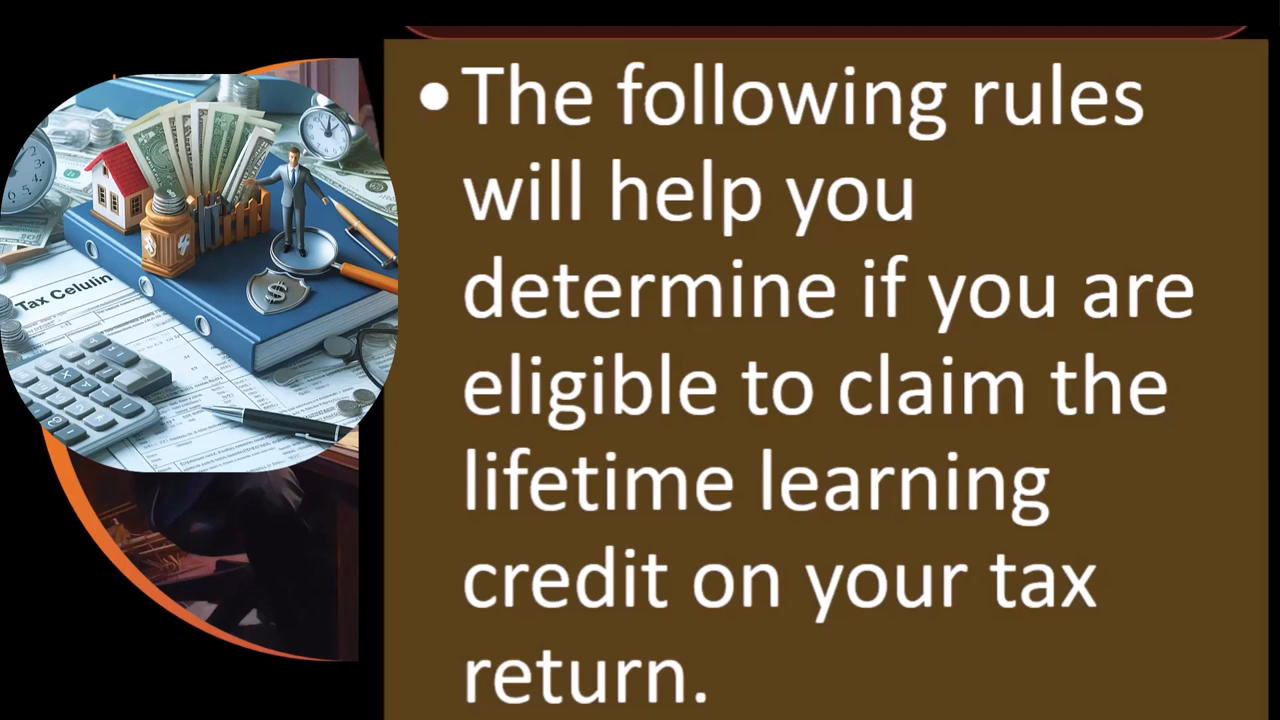 • The following rules
will help you
determine if you are
eligible to claim the
lifetime learning
credit on your tax
return.
Tax Celulin